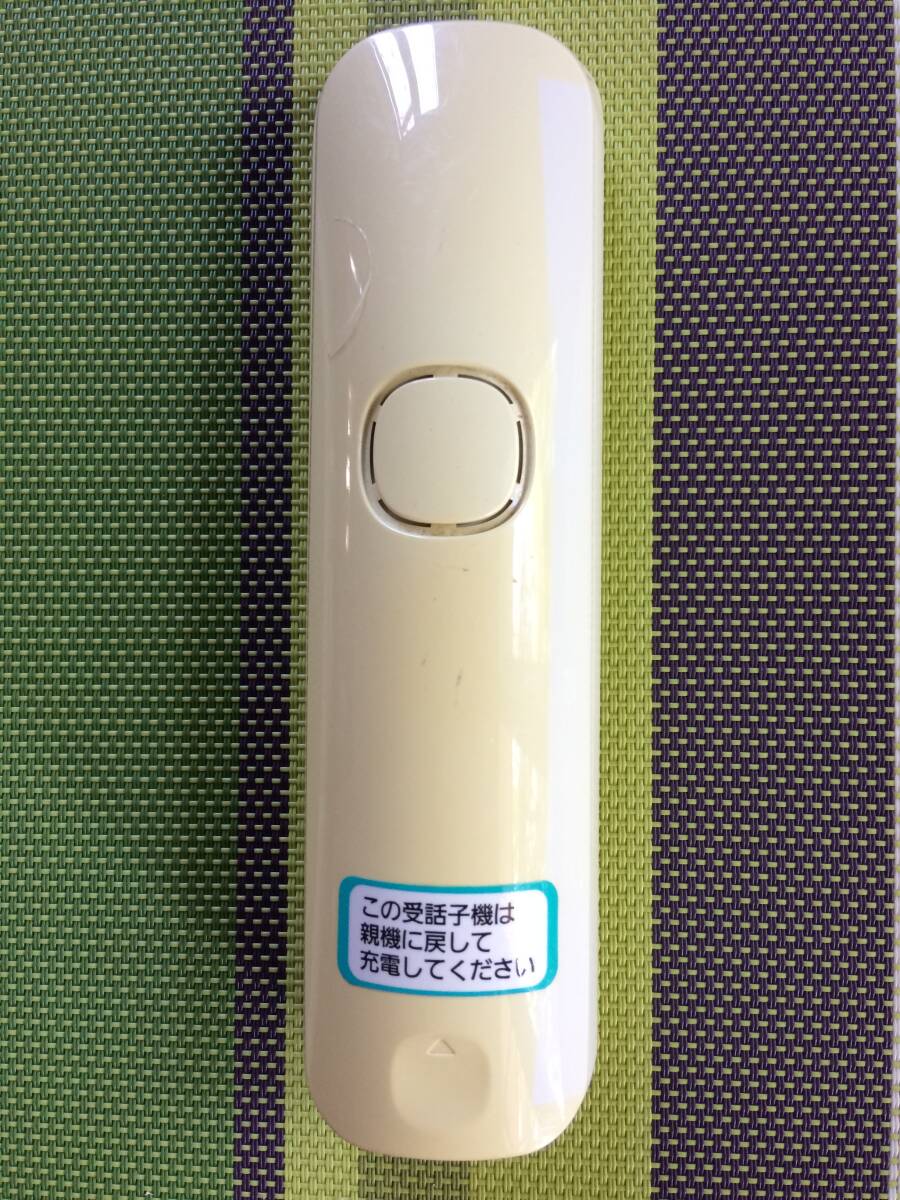 この受話子機は
親機に戻して
充電してください